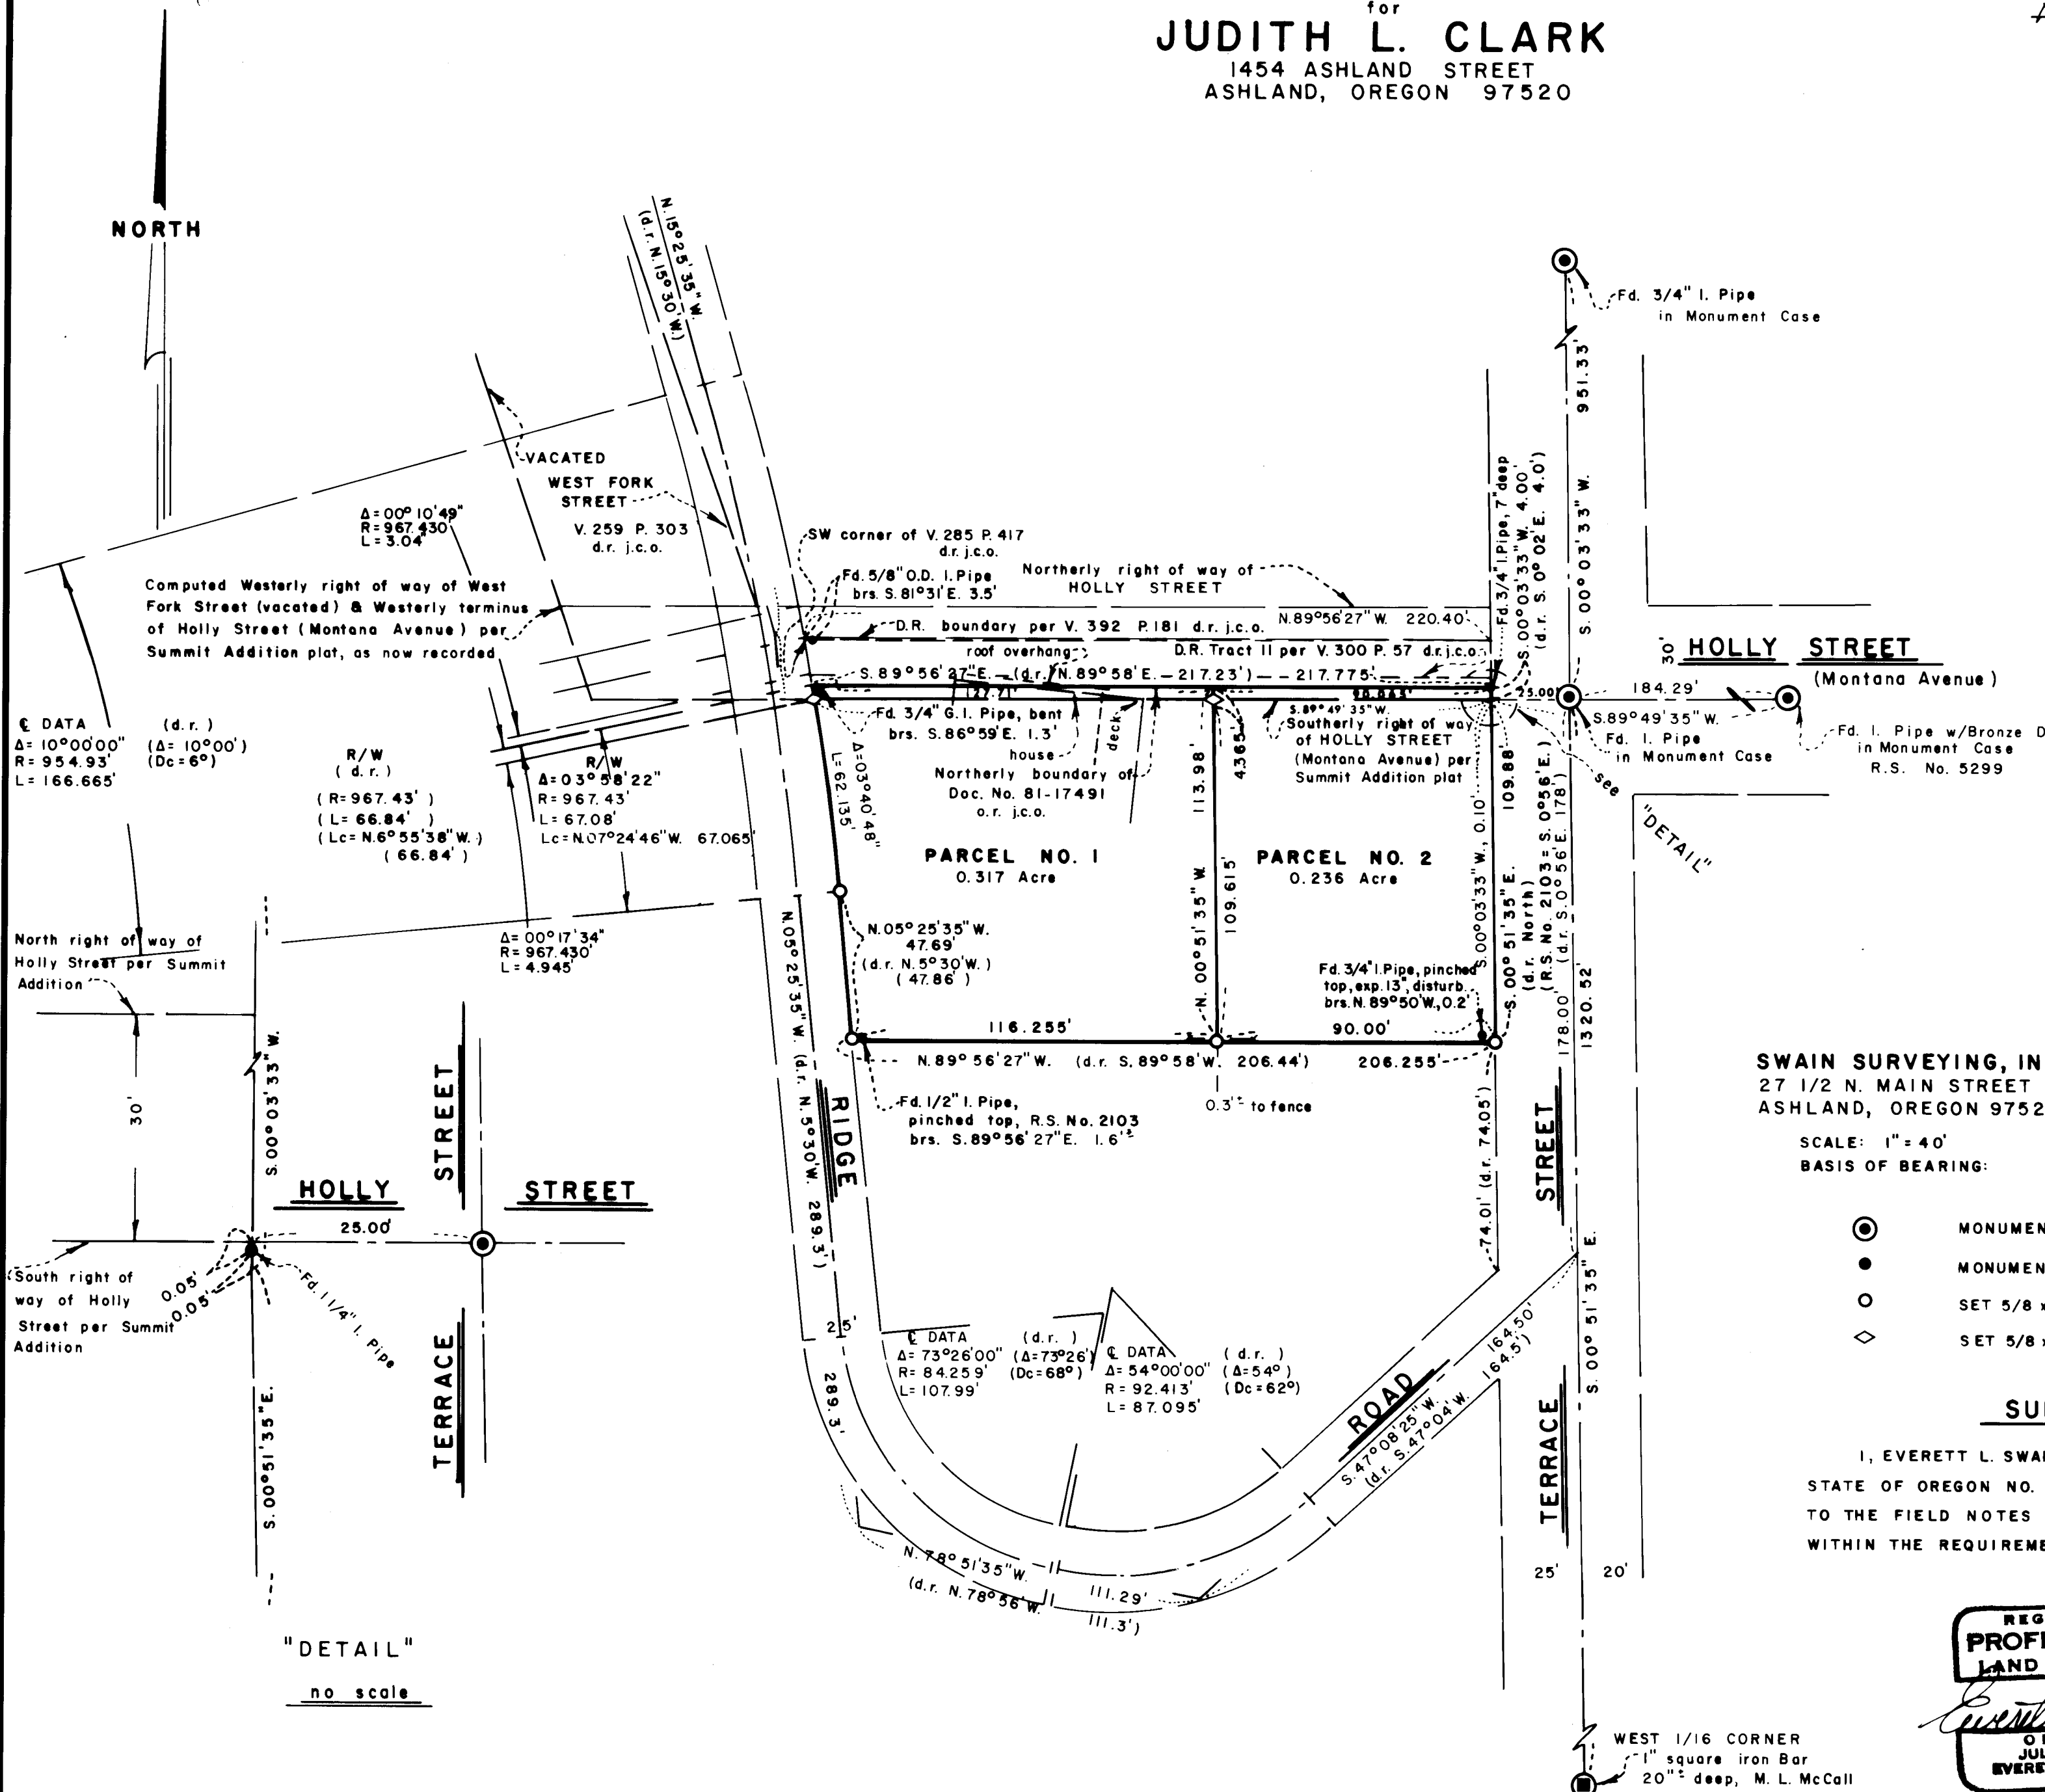 for
JUDITH L. CLARK
1454 ASHLAND STREET
ASHLAND, OREGON 97520
NORTH
N. 15° 25' 35" W.
(d.r. N. 15° 30' W.)
Fd. 3/4" I. Pipe
in Monument Case
951.33'
S. 00° 03' 33" W.
VACATED
WEST FORK
STREET
V. 259 P. 303
d.r. j.c.o.
Δ= 00° 10' 49"
R= 967.430'
L= 3.04'
Computed Westerly right of way of West
Fork Street (vacated) & Westerly terminus
of Holly Street (Montana Avenue) per
Summit Addition plat, as now recorded
SW corner of V. 285 P. 417
d.r. j.c.o.
Fd. 5/8" O.D. I. Pipe
brs. S. 81° 31' E. 3.5'
Northerly right of way of
HOLLY STREET
N. 89° 56' 27" W. 220.40'
D.R. boundary per V. 392 P. 181 d.r. j.c.o.
roof overhang
D.R. Tract II per V. 300 P. 57 d.r. j.c.o.
S. 89° 56' 27" E. (d.r. N. 89° 58' E. - 217.23') - 217.775'
127.71'
90.065'
Fd. 3/4" I. Pipe, 7" deep
S. 00° 03' 33" W. 4.00'
(d.r. S. 0° 02' E. 4.0')
30'
HOLLY STREET
(Montana Avenue)
25.00'
184.29'
S. 89° 49' 35" W.
Fd. I. Pipe
in Monument Case
Fd. I. Pipe w/Bronze D
in Monument Case
R.S. No. 5299
Fd. 3/4" G. I. Pipe, bent
brs. S. 86° 59' E. 1.3'
house
deck
Northerly boundary of
Doc. No. 81-17491
o.r. j.c.o.
S. 89° 49' 35" W.
Southerly right of way
of HOLLY STREET
(Montana Avenue) per
Summit Addition plat
see
"DETAIL"
℄ DATA (d.r.)
Δ= 10° 00' 00" (Δ= 10° 00')
R= 954.93' (Dc= 6°)
L= 166.665'
R/W
(d.r.)
(R= 967.43')
(L= 66.84')
(Lc= N. 6° 55' 38" W.)
(66.84')
R/W
Δ= 03° 58' 22"
R= 967.43'
L= 67.08'
Lc= N. 07° 24' 46" W. 67.065'
Δ= 03° 40' 48"
L= 62.135'
113.98'
4.365'
109.615'
N. 00° 51' 35" W.
PARCEL NO. 1
0.317 Acre
PARCEL NO. 2
0.236 Acre
S. 00° 03' 33" W., 0.10'
109.88'
S. 00° 51' 35" E.
(d.r. North)
(R.S. No. 2103 = S. 0° 56' E.)
(d.r. S. 0° 56' E. 178')
178.00'
1320.52'
Δ= 00° 17' 34"
R= 967.430'
L= 4.945'
N. 05° 25' 35" W.
47.69'
(d.r. N. 5° 30' W.)
(47.86')
Fd. 3/4" I. Pipe, pinched
top, exp. 13", disturb.
brs. N. 89° 50' W., 0.2'
116.255'
90.00'
N. 89° 56' 27" W. (d.r. S. 89° 58' W. 206.44') 206.255'
Fd. 1/2" I. Pipe,
pinched top, R.S. No. 2103
brs. S. 89° 56' 27" E. 1.6'±
0.3'± to fence
74.01' (d.r. 74.05')
N. 05° 25' 35" W. (d.r. N. 5° 30' W. 289.3')
RIDGE
25'
289.3'
North right of way of
Holly Street per Summit
Addition
30'
S. 00° 03' 33" W.
STREET
HOLLY STREET
25.00'
South right of
way of Holly
Street per Summit
Addition
0.05'
0.05'
Fd. 1 1/4" I. Pipe
TERRACE
S. 00° 51' 35" E.
"DETAIL"
no scale
℄ DATA (d.r.)
Δ= 73° 26' 00" (Δ= 73° 26')
R= 84.259' (Dc= 68°)
L= 107.99'
℄ DATA (d.r.)
Δ= 54° 00' 00" (Δ= 54°)
R= 92.413' (Dc= 62°)
L= 87.095'
ROAD
S. 47° 08' 25" W. 164.50'
(d.r. S. 47° 04' W. 164.5')
N. 78° 51' 35" W. 111.29'
(d.r. N. 78° 56' W. 111.3')
STREET
TERRACE
S. 00° 51' 35" E.
25' 20'
WEST 1/16 CORNER
1" square iron Bar
20"± deep, M. L. McCall
SWAIN SURVEYING, IN
27 1/2 N. MAIN STREET
ASHLAND, OREGON 9752
SCALE: 1" = 40'
BASIS OF BEARING:
MONUMEN
MONUMEN
SET 5/8 x
SET 5/8 x
SU
I, EVERETT L. SWAI
STATE OF OREGON NO.
TO THE FIELD NOTES
WITHIN THE REQUIREME
REG
PROF
LAND
O
JUL
EVERE